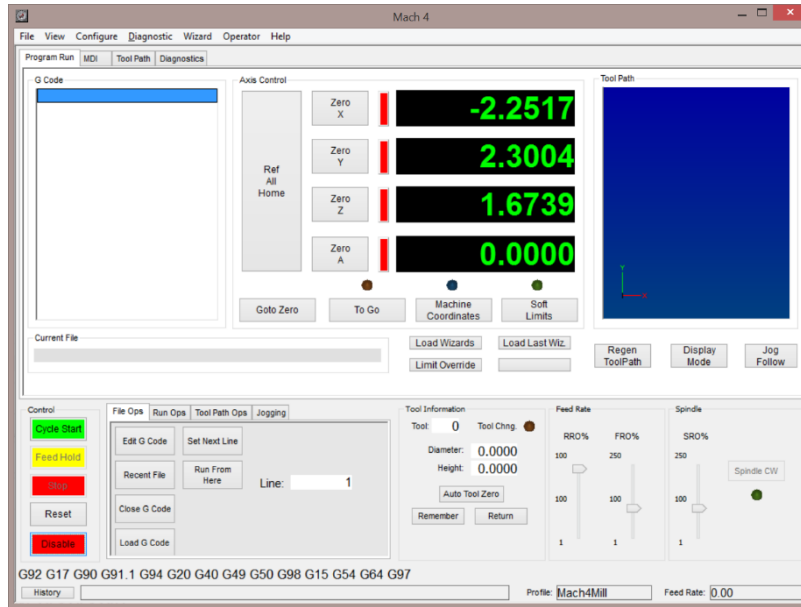 Mach 4
File View Configure Diagnostic Wizard Operator Help
Program Run MDI Tool Path Diagnostics
G Code
Axis Control
Tool Path
Ref
All
Home
Zero
X
-2.2517
Zero
Y
2.3004
Zero
Z
1.6739
Zero
A
0.0000
Y
X
Goto Zero
To Go
Machine
Coordinates
Soft
Limits
Current File
Load Wizards
Load Last Wiz.
Limit Override
Regen
ToolPath
Display
Mode
Jog
Follow
Control
Cycle Start
Feed Hold
Stop
Reset
Disable
File Ops Run Ops Tool Path Ops Jogging
Edit G Code
Set Next Line
Recent File
Run From
Here
Line: 1
Close G Code
Load G Code
Tool Information
Tool: 0 Tool Chng.
Diameter: 0.0000
Height: 0.0000
Auto Tool Zero
Remember
Return
Feed Rate
RRO% FRO%
100 250
100 100
1 1
Spindle
SRO%
250
100
1
Spindle CW
G92 G17 G90 G91.1 G94 G20 G40 G49 G50 G98 G15 G54 G64 G97
History
Profile: Mach4Mill
Feed Rate: 0.00